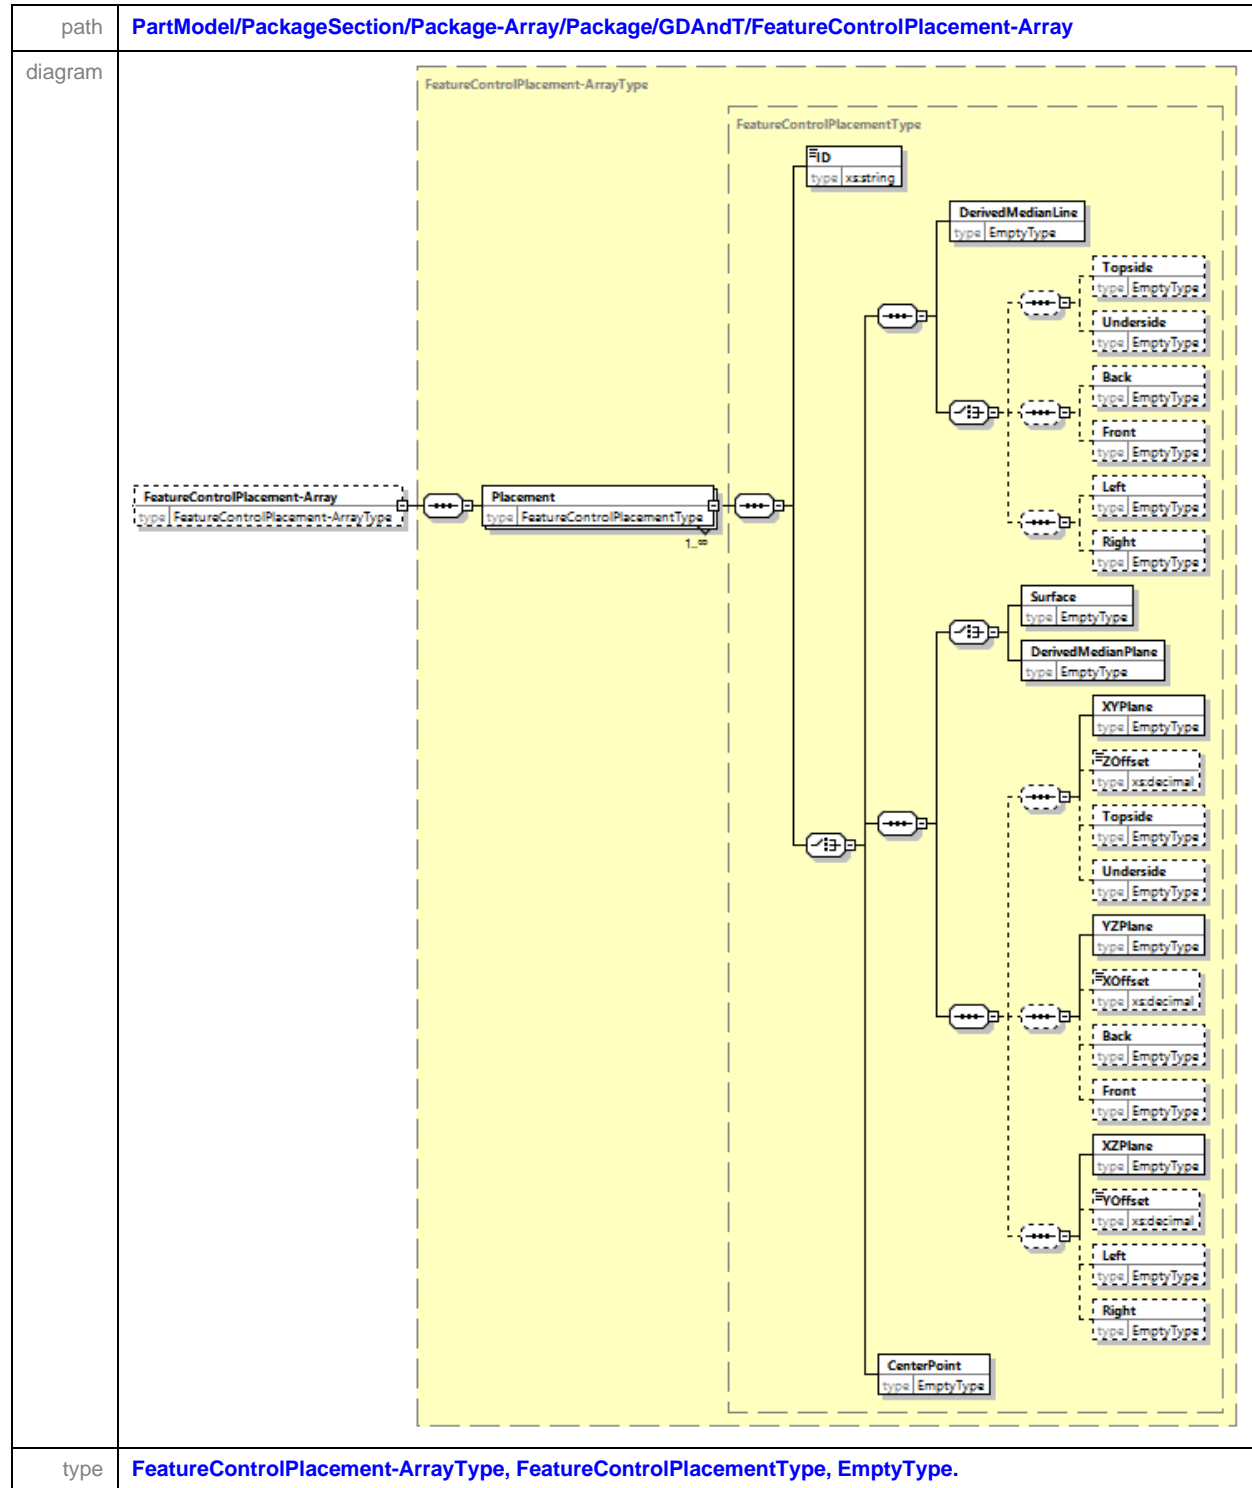 path
PartModel/PackageSection/Package-Array/Package/GDAndT/FeatureControlPlacement-Array
diagram
FeatureControlPlacement-ArrayType
FeatureControlPlacementType
ID
type xs:string
DerivedMedianLine
type EmptyType
Topside
type EmptyType
Underside
type EmptyType
Back
type EmptyType
Front
type EmptyType
Left
type EmptyType
Right
type EmptyType
FeatureControlPlacement-Array
type FeatureControlPlacement-ArrayType
Placement
type FeatureControlPlacementType
1..∞
Surface
type EmptyType
DerivedMedianPlane
type EmptyType
XYPlane
type EmptyType
ZOffset
type xs:decimal
Topside
type EmptyType
Underside
type EmptyType
YZPlane
type EmptyType
XOffset
type xs:decimal
Back
type EmptyType
Front
type EmptyType
XZPlane
type EmptyType
YOffset
type xs:decimal
Left
type EmptyType
Right
type EmptyType
CenterPoint
type EmptyType
type
FeatureControlPlacement-ArrayType, FeatureControlPlacementType, EmptyType.